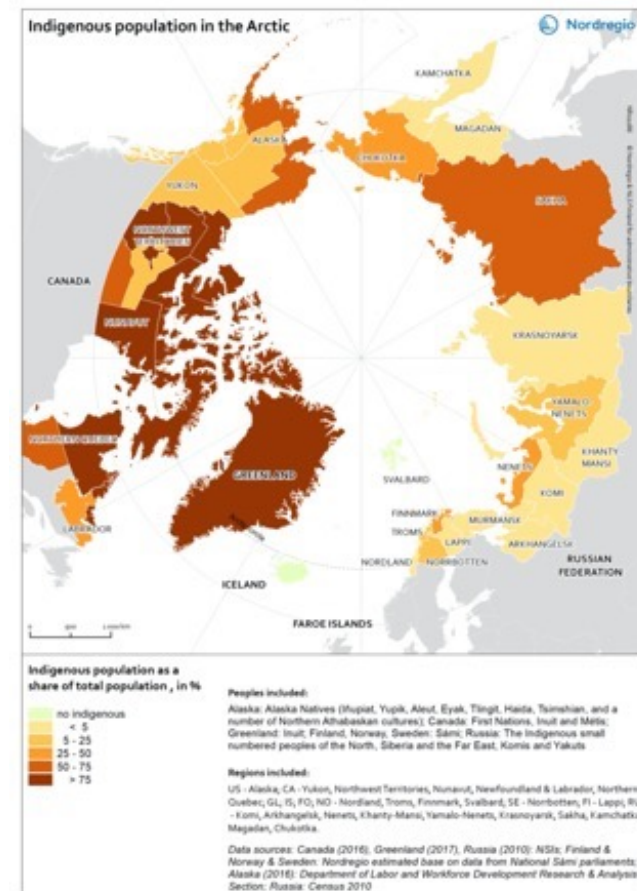 Indigenous population in the Arctic
Nordregio
KAMCHATKA
MAGADAN
ALASKA
CHUKOTKA
YUKON
SAKHA
NORTHWEST
TERRITORIES
CANADA
NUNAVUT
KRASNOYARSK
YAMALO
NENETS
NORTHERN QUEBEC
GREENLAND
KHANTY
MANSI
SVALBARD
NENETS
KOMI
LABRADOR
FINNMARK
TROMS
MURMANSK
LAPPI
ARKHANGELSK
NORDLAND
NORRBOTTEN
RUSSIAN
FEDERATION
ICELAND
FAROE ISLANDS
Indigenous population as a
share of total population , in %
no indigenous
< 5
5 - 25
25 - 50
50 - 75
> 75
Peoples included:
Alaska: Alaska Natives (Iñupiat, Yupik, Aleut, Eyak, Tlingit, Haida, Tsimshian, and a
number of Northern Athabaskan cultures); Canada: First Nations, Inuit and Métis;
Greenland: Inuit; Finland, Norway, Sweden: Sámi; Russia: The Indigenous small
numbered peoples of the North, Siberia and the Far East, Komis and Yakuts
Regions included:
US - Alaska, CA - Yukon, Northwest Territories, Nunavut, Newfoundland & Labrador, Northern
Quebec; GL; IS; FO; NO - Nordland, Troms, Finnmark, Svalbard, SE - Norrbotten, FI - Lappi, RU
- Komi, Arkhangelsk, Nenets, Khanty-Mansi, Yamalo-Nenets, Krasnoyarsk, Sakha, Kamchatka
Magadan, Chukotka.
Data sources: Canada (2016), Greenland (2017), Russia (2010): NSIs; Finland &
Norway & Sweden: Nordregio estimated base on data from National Sámi parliaments;
Alaska (2016): Department of Labor and Workforce Development Research & Analysis
Section; Russia: Census 2010